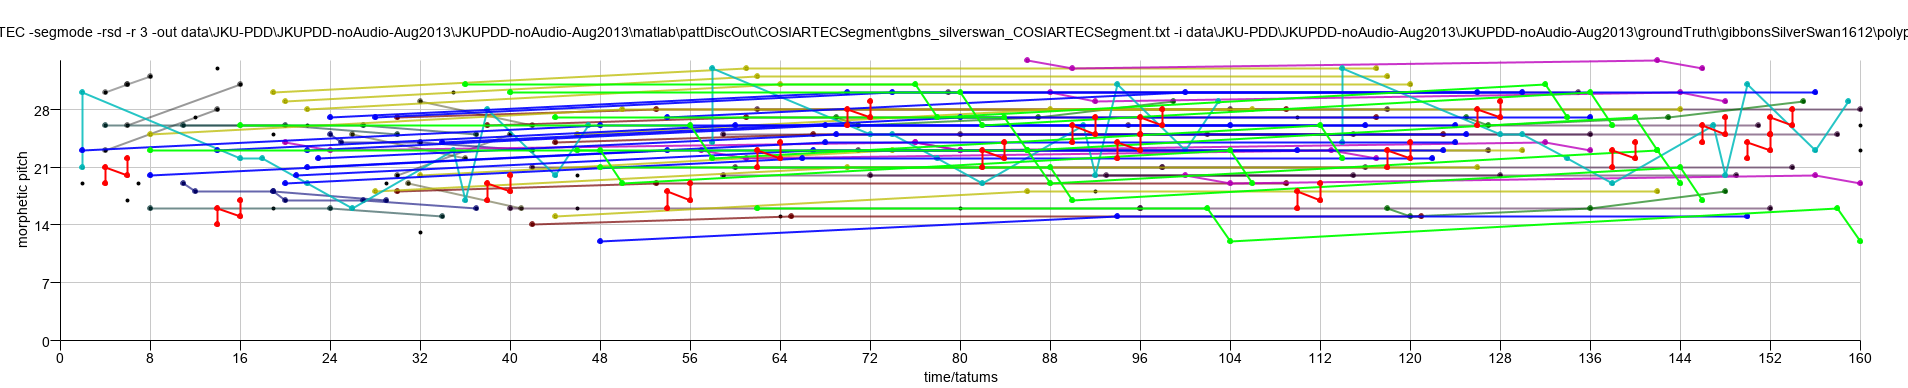 TEC -segmode -rsd -r 3 -out data\JKU-PDD\JKUPDD-noAudio-Aug2013\JKUPDD-noAudio-Aug2013\matlab\pattDiscOut\COSIARTECSegment\gbns_silverswan_COSIARTECSegment.txt -i data\JKU-PDD\JKUPDD-noAudio-Aug2013\JKUPDD-noAudio-Aug2013\groundTruth\gibbonsSilverSwan1612\polyp
morphetic pitch
28
21
14
7
0
0 8 16 24 32 40 48 56 64 72 80 88 96 104 112 120 128 136 144 152 160
time/tatums